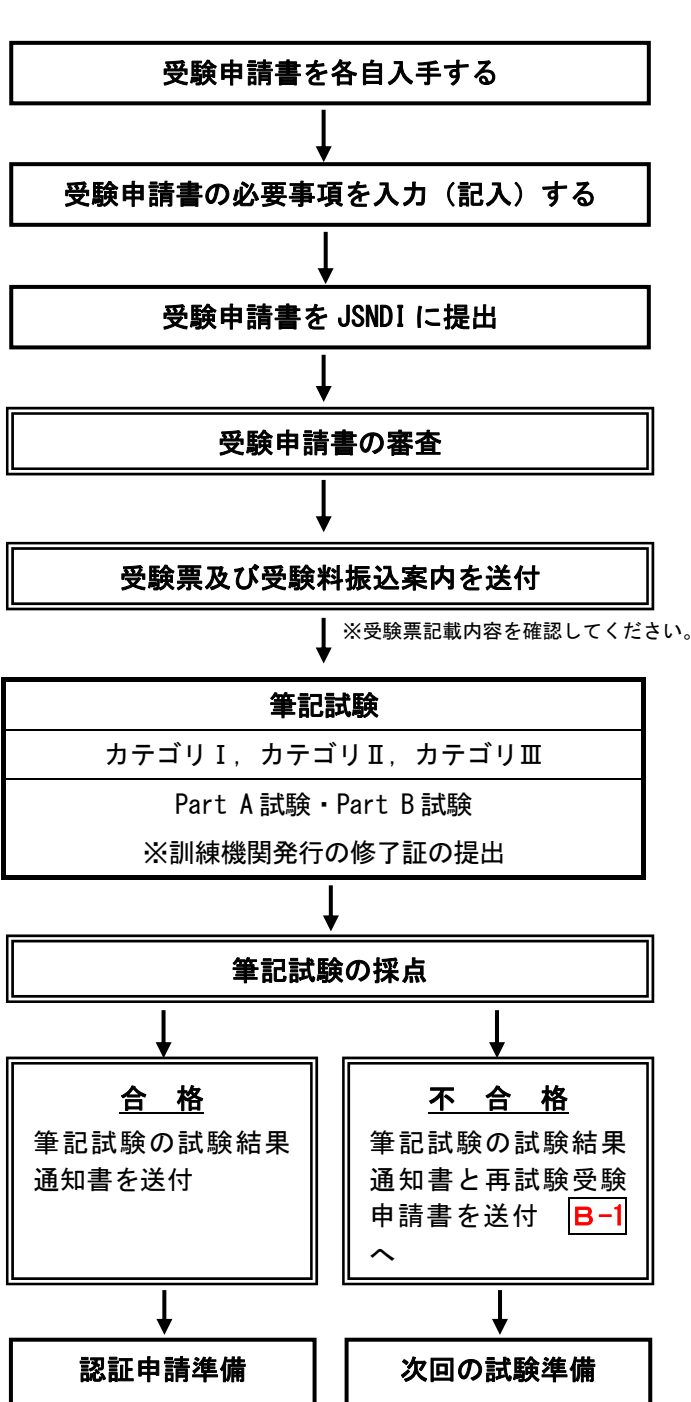 受験申請書を各自入手する
受験申請書の必要事項を入力（記入）する
受験申請書を JSNDI に提出
受験申請書の審査
受験票及び受験料振込案内を送付
※受験票記載内容を確認してください。
筆記試験
カテゴリⅠ, カテゴリⅡ, カテゴリⅢ
Part A 試験・Part B 試験
※訓練機関発行の修了証の提出
筆記試験の採点
合　格
筆記試験の試験結果
通知書を送付
不　合　格
筆記試験の試験結果
通知書と再試験受験
申請書を送付　Ｂ-1
へ
認証申請準備
次回の試験準備